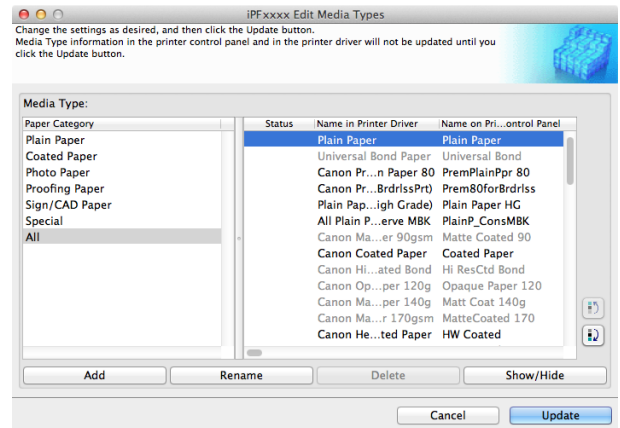 iPFxxxx Edit Media Types
Change the settings as desired, and then click the Update button.
Media Type information in the printer control panel and in the printer driver will not be updated until you
click the Update button.
Media Type:
Paper Category
Plain Paper
Coated Paper
Photo Paper
Proofing Paper
Sign/CAD Paper
Special
All
Status Name in Printer Driver Name on Pri...ontrol Panel
Plain Paper Plain Paper
Universal Bond Paper Universal Bond
Canon Pr...n Paper 80 PremPlainPpr 80
Canon Pr...BrdrlssPrt) Prem80forBrdrlss
Plain Pap...igh Grade) Plain Paper HG
All Plain P...erve MBK PlainP_ConsMBK
Canon Ma...er 90gsm Matte Coated 90
Canon Coated Paper Coated Paper
Canon Hi...ated Bond Hi ResCtd Bond
Canon Op...per 120g Opaque Paper 120
Canon Ma...per 140g Matt Coat 140g
Canon Ma...r 170gsm MatteCoated 170
Canon He...ted Paper HW Coated
Add Rename Delete Show/Hide
Cancel Update